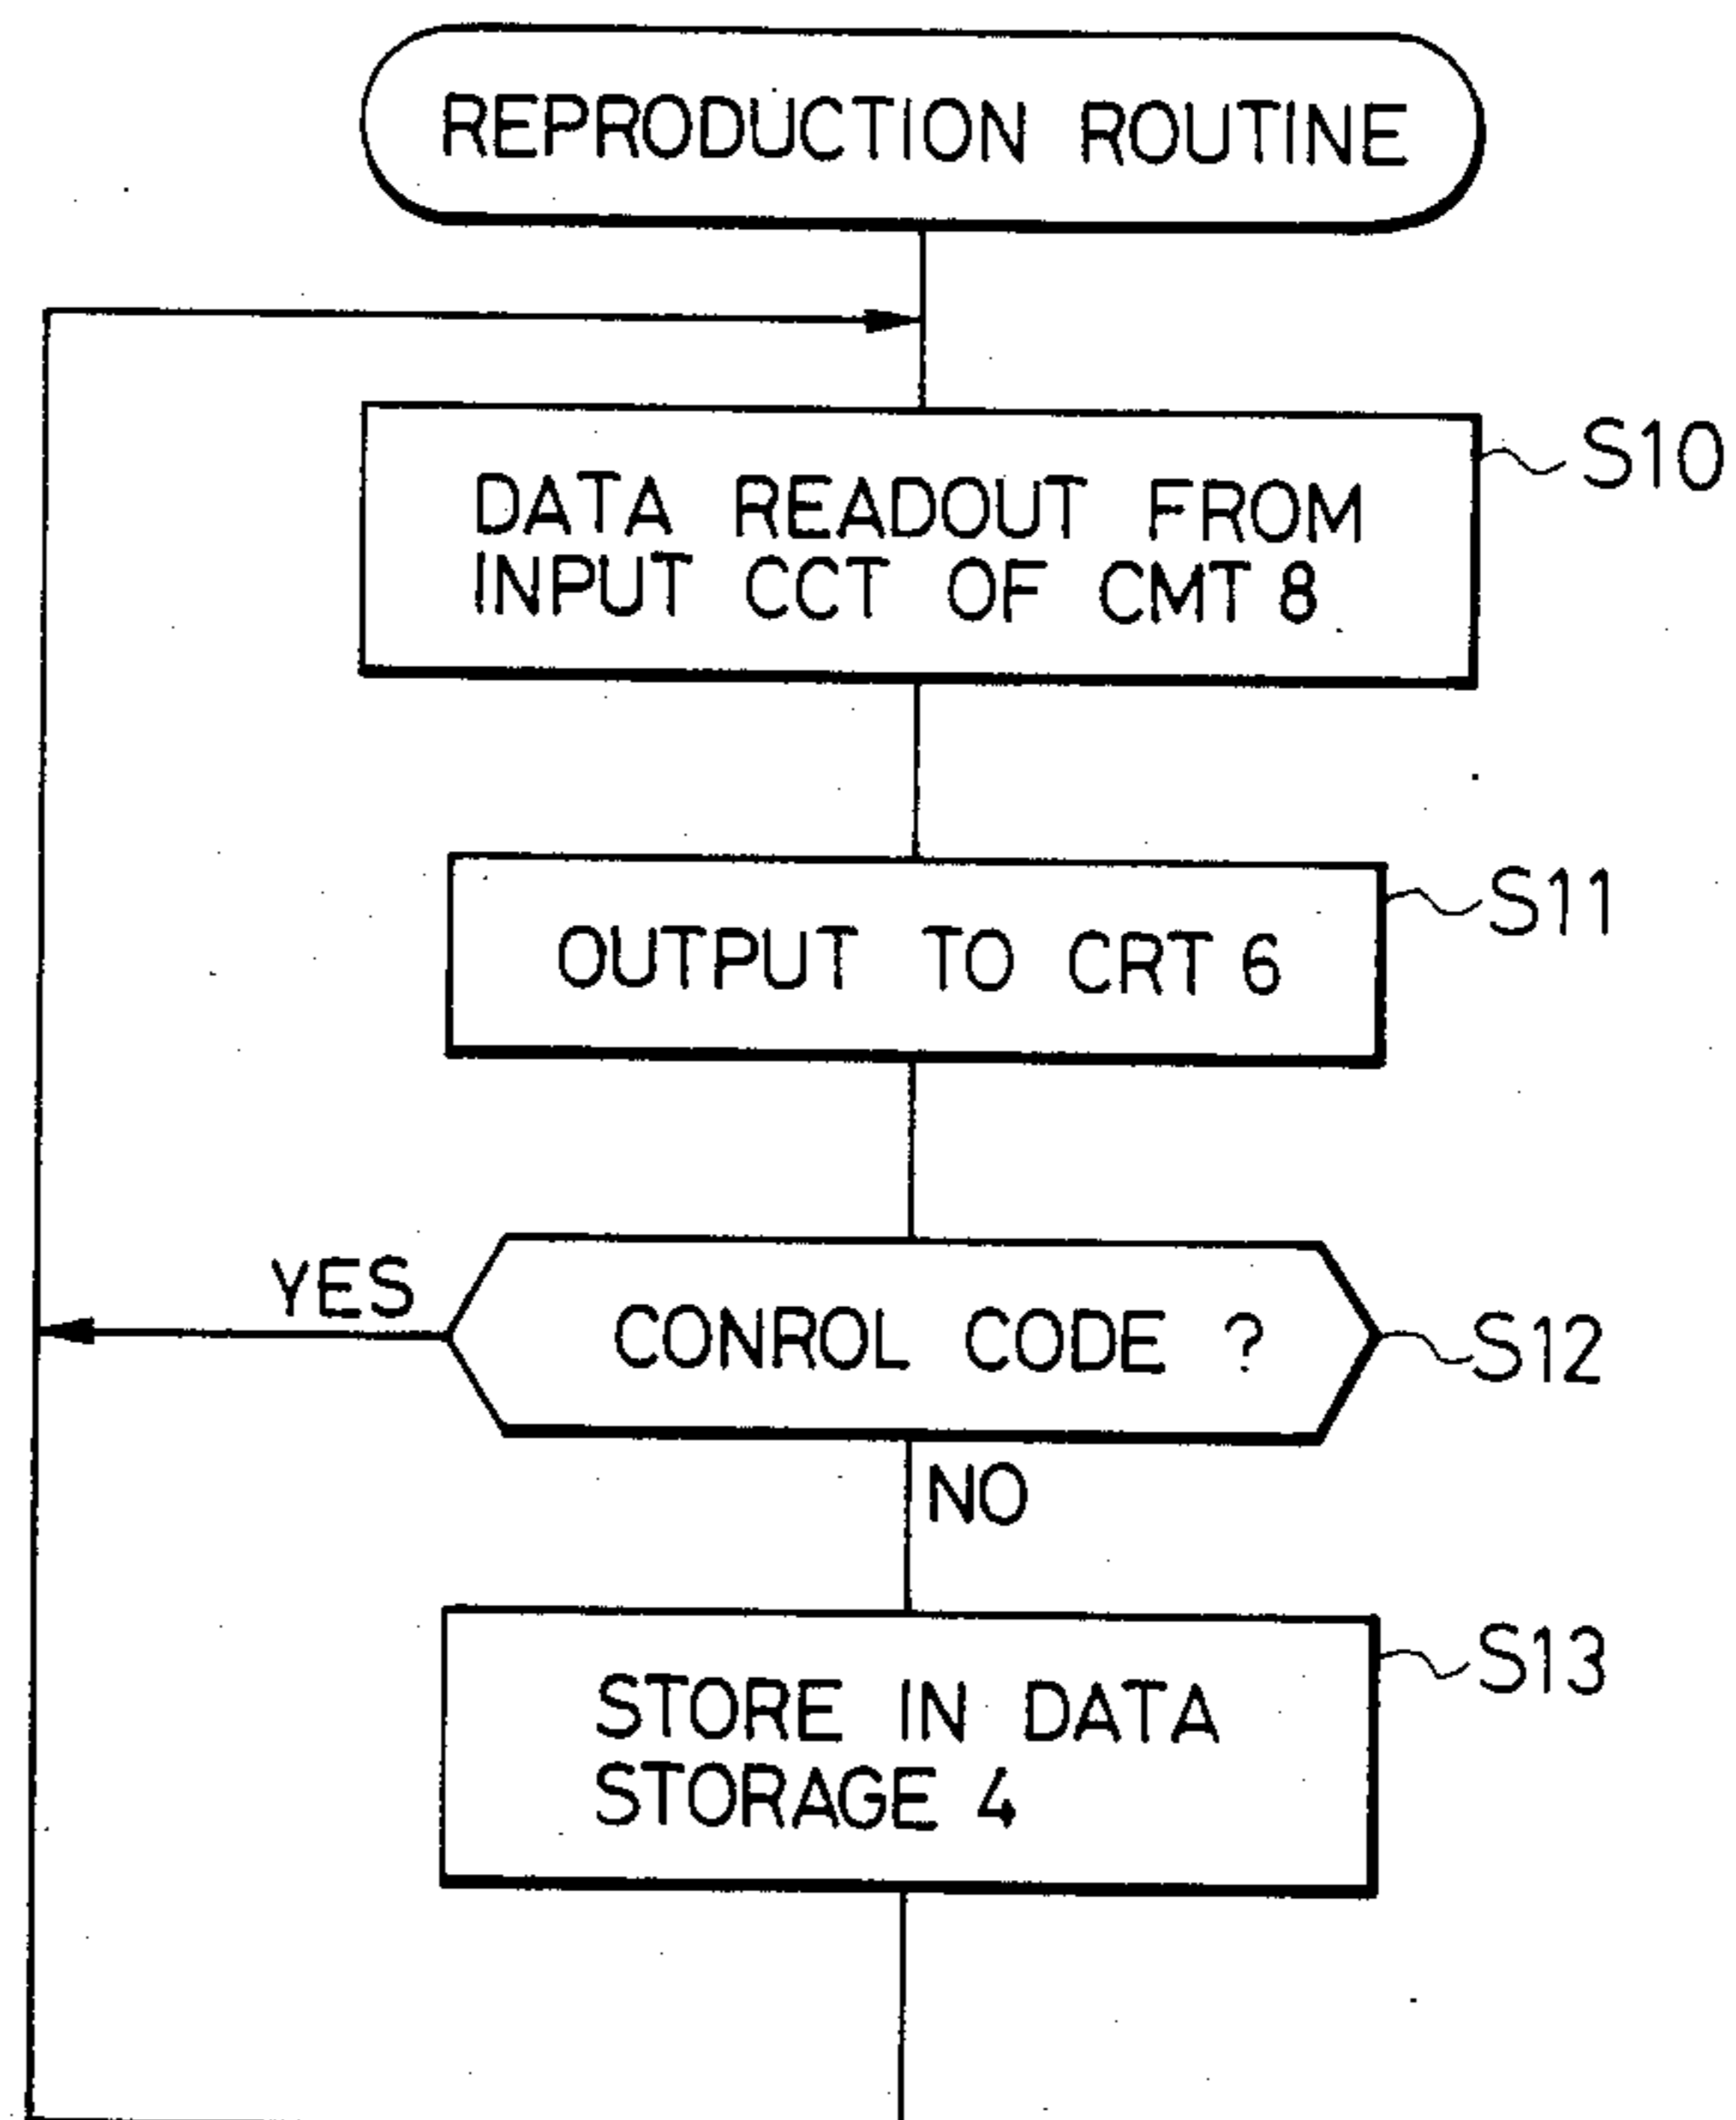 REPRODUCTION ROUTINE
DATA READOUT FROM
INPUT CCT OF CMT 8
S10
OUTPUT TO CRT 6
S11
YES
CONROL CODE ?
S12
NO
STORE IN DATA
STORAGE 4
S13